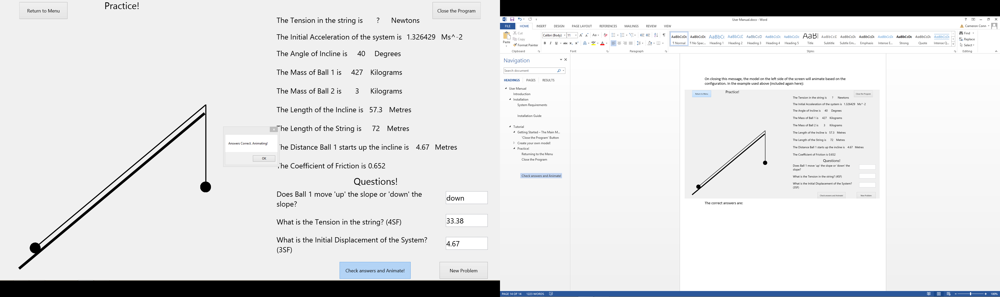 Return to Menu
Practice!
Close the Program
The Tension in the string is ? Newtons
The Initial Acceleration of the system is 1.326429 Ms^-2
The Angle of Incline is 40 Degrees
The Mass of Ball 1 is 427 Kilograms
The Mass of Ball 2 is 3 Kilograms
The Length of the Incline is 57.3 Metres
The Length of the String is 72 Metres
The Distance Ball 1 starts up the incline is 4.67 Metres
The Coefficient of Friction is 0.652
Answers Correct. Animating!
OK
Questions!
Does Ball 1 move 'up' the slope or 'down' the
slope?
down
What is the Tension in the string? (4SF)
33.38
What is the Initial Displacement of the System?
(3SF)
4.67
Check answers and Animate!
New Problem
User Manual.docx - Word
FILE HOME INSERT DESIGN PAGE LAYOUT REFERENCES MAILINGS REVIEW VIEW
Cameron Conn
Paste
Cut
Copy
Format Painter
Clipboard
Calibri (Body) 11
Font
Paragraph
AaBbCcDc AaBbCcDc AaBbCc AaBbCcC AaBbCcD AaBbCcDc AaBbCcDc AaBl AaBbCcC AaBbCcDc AaBbCcDc AaBbCcDc AaBbCcDc AaBbCcDc AaBbCcDc
¶ Normal ¶ No Spac... Heading 1 Heading 2 Heading 3 Heading 4 Heading 5 Title Subtitle Subtle Em... Emphasis Intense E... Strong Quote Intense Q...
Styles
Find
Replace
Select
Editing
Navigation
Search document
HEADINGS PAGES RESULTS
User Manual
Introduction
Installation
System Requirements
Installation Guide
Tutorial
Getting Started – The Main M...
'Close the Program' Button
Create your own model!
Practice!
Returning to the Menu
Close the Program
Check answers and Animate!
On closing this message, the model on the left side of the screen will animate based on the
configuration. In the example used above (included again here):
Return to Menu
Practice!
Close the Program
The Tension in the string is ? Newtons
The Initial Acceleration of the system is 1.326429 Ms^-2
The Angle of Incline is 40 Degrees
The Mass of Ball 1 is 427 Kilograms
The Mass of Ball 2 is 3 Kilograms
The Length of the Incline is 57.3 Metres
The Length of the String is 72 Metres
The Distance Ball 1 starts up the incline is 4.67 Metres
The Coefficient of Friction is 0.652
Questions!
Does Ball 1 move 'up' the slope or 'down' the
slope?
What is the Tension in the string? (4SF)
What is the Initial Displacement of the System?
(3SF)
Check answers and Animate!
New Problem
The correct answers are:
PAGE 14 OF 14 1223 WORDS
100%